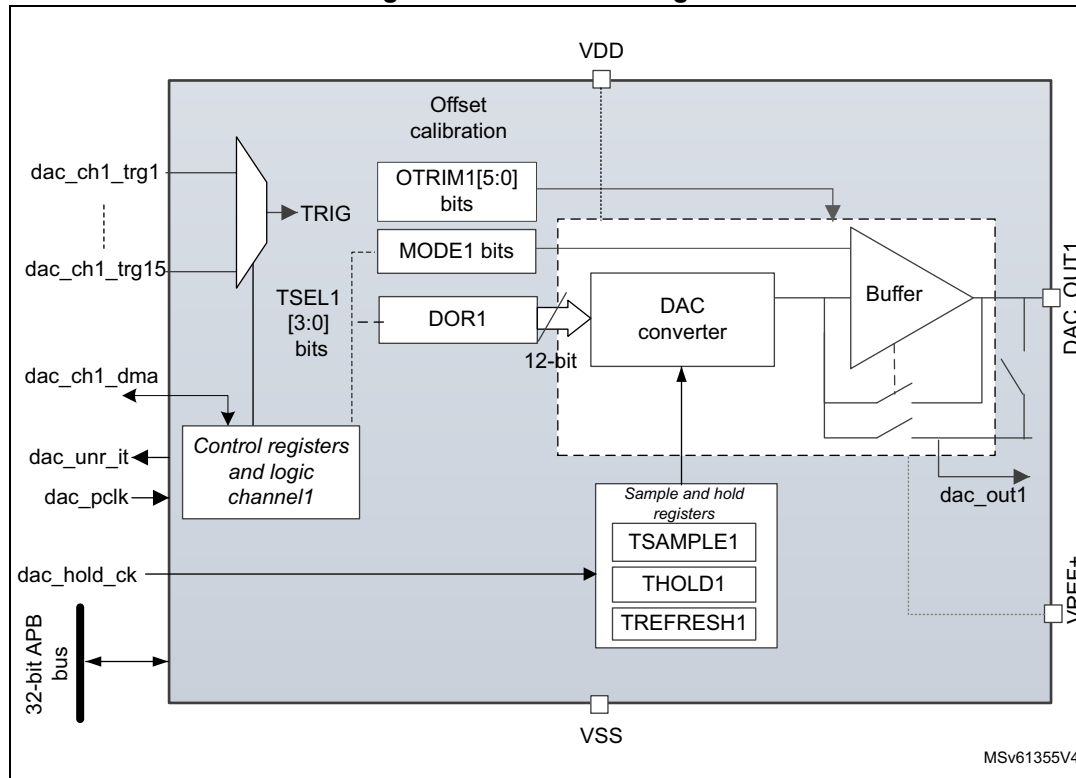 VDD
Offset
calibration
dac_ch1_trg1
OTRIM1[5:0]
bits
TRIG
MODE1 bits
dac_ch1_trg15
TSEL1
[3:0]
bits
DOR1
12-bit
DAC
converter
Buffer
DAC_OUT1
dac_ch1_dma
Control registers
and logic
channel1
dac_unr_it
dac_pclk
Sample and hold
registers
TSAMPLE1
THOLD1
TREFRESH1
dac_out1
dac_hold_ck
VREF+
32-bit APB
bus
VSS
MSv61355V4